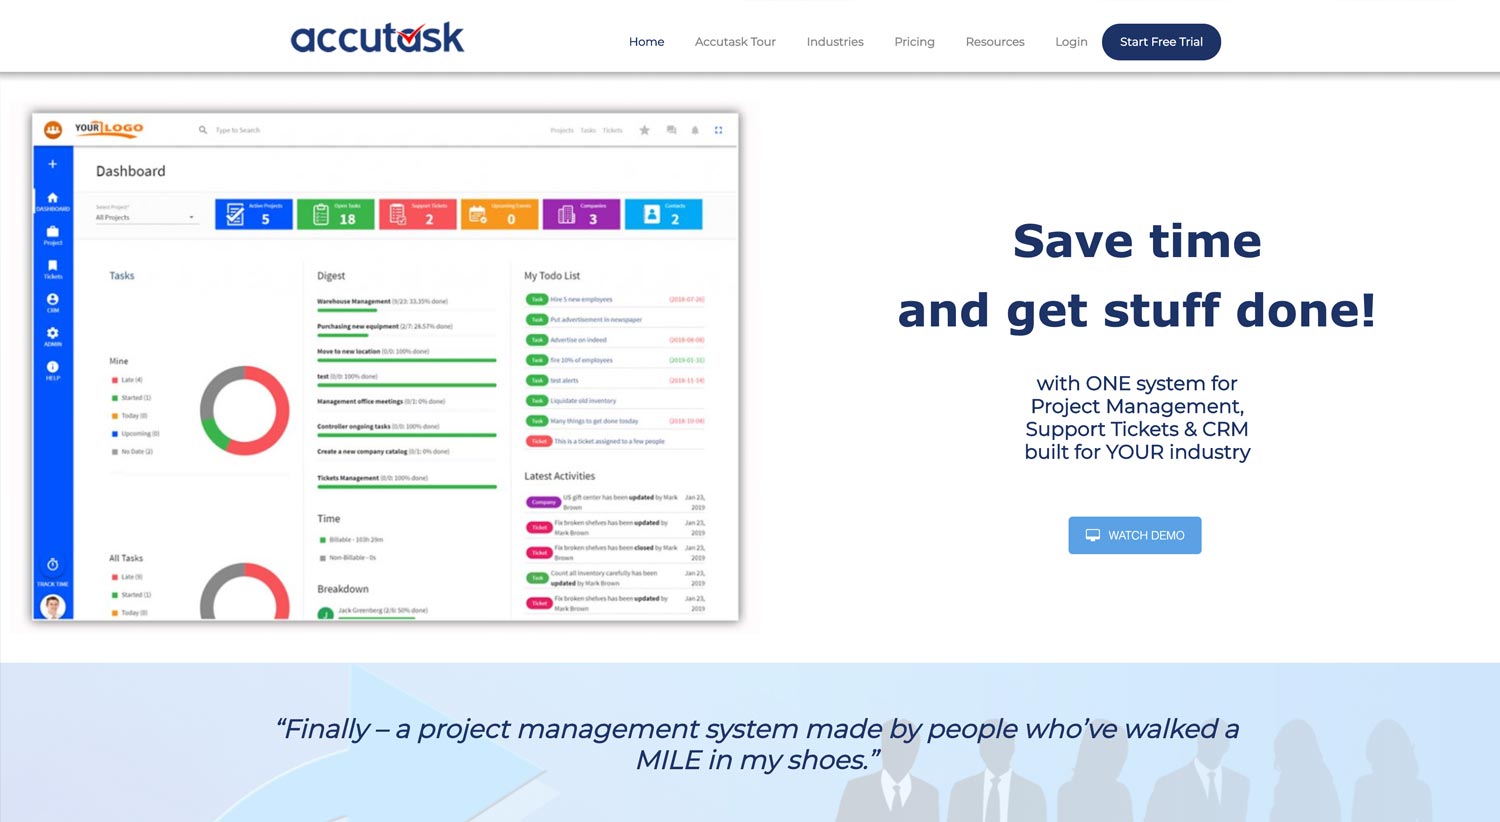 accutask
Home Accutask Tour Industries Pricing Resources Login Start Free Trial
YOUR LOGO
Type to Search
Projects Tasks Tickets
Dashboard
Select Project*
All Projects
Active Projects 5
Open Tasks 18
Support Tickets 2
Upcoming Events 0
Companies 3
Contacts 2
DASHBOARD
Project
Tickets
CRM
ADMIN
HELP
TRACK TIME
Tasks
Mine
Late (4)
Started (1)
Today (0)
Upcoming (0)
No Date (2)
All Tasks
Late (9)
Started (1)
Today (0)
Digest
Warehouse Management (9/23: 33.35% done)
Purchasing new equipment (2/7: 28.57% done)
Move to new location (0/0: 100% done)
test (0/0: 100% done)
Management office meetings (0/1: 0% done)
Controller ongoing tasks (0/0: 100% done)
Create a new company catalog (0/1: 0% done)
Tickets Management (0/0: 100% done)
Time
Billable - 103h 29m
Non-Billable - 0s
Breakdown
J Jack Greenberg (2/6: 50% done)
My Todo List
Task Hire 5 new employees (2018-07-26)
Task Put advertisement in newspaper
Task Advertise on indeed (2018-08-08)
Task fire 10% of employees (2019-01-31)
Task test alerts (2018-11-14)
Task Liquidate old inventory
Task Many things to get done tosday (2018-10-04)
Ticket This is a ticket assigned to a few people
Latest Activities
Company US gift center has been updated by Mark Brown Jan 23, 2019
Ticket Fix broken shelves has been updated by Mark Brown Jan 23, 2019
Ticket Fix broken shelves has been closed by Mark Brown Jan 23, 2019
Task Count all inventory carefully has been updated by Mark Brown Jan 23, 2019
Ticket Fix broken shelves has been updated by Mark Brown Jan 23, 2019
Save time
and get stuff done!
with ONE system for
Project Management,
Support Tickets & CRM
built for YOUR industry
WATCH DEMO
“Finally – a project management system made by people who’ve walked a
MILE in my shoes.”